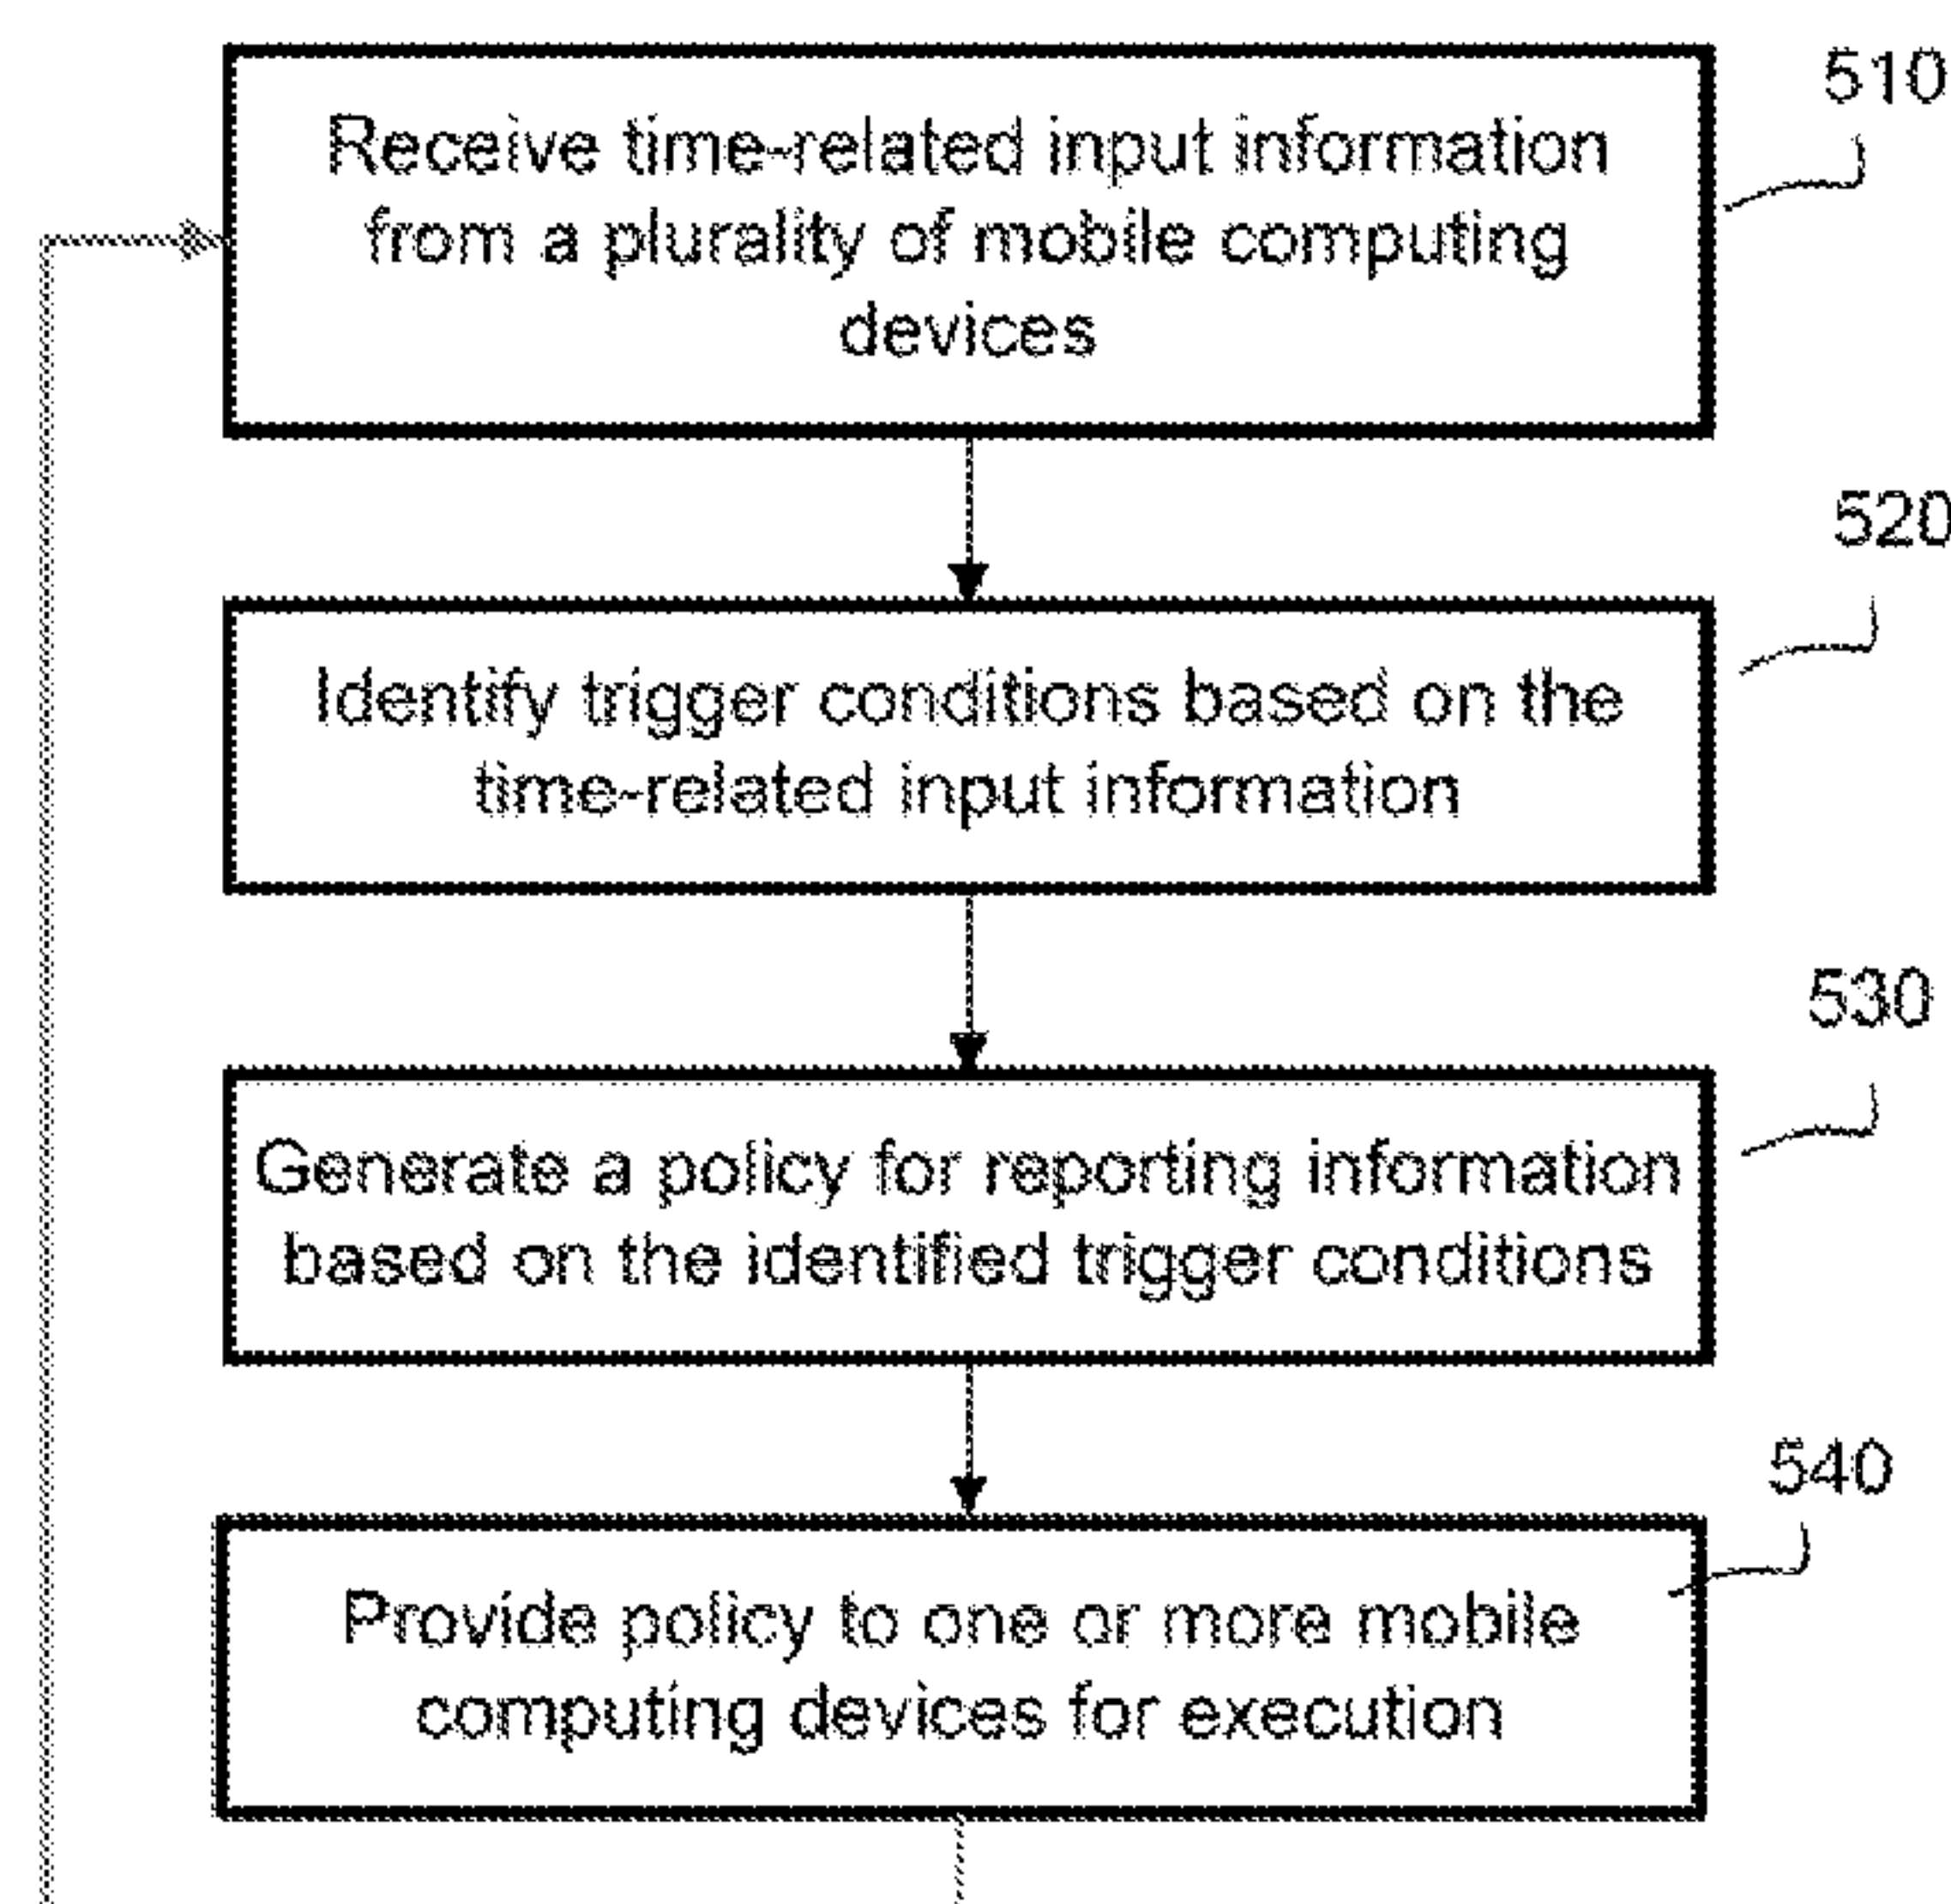 510
Receive time-related input information
from a plurality of mobile computing
devices
520
Identify trigger conditions based on the
time-related input information
530
Generate a policy for reporting information
based on the identified trigger conditions
540
Provide policy to one or more mobile
computing devices for execution